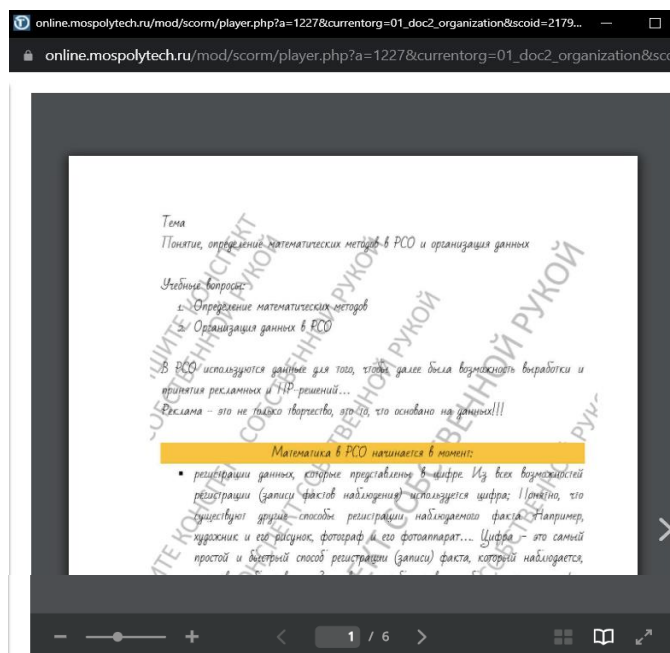 online.mospolytech.ru/mod/scorm/player.php?a=1227&currentorg=01_doc2_organization&scoid=2179...
online.mospolytech.ru/mod/scorm/player.php?a=1227&currentorg=01_doc2_organization&sco
Тема
Понятие, определение математических методов в РСО и организация данных
Учебные вопросы:
1. Определение математических методов
2. Организация данных в РСО
В РСО используются данные для того, чтобы далее была возможность выработки и
принятия рекламных и ПР-решений...
Реклама – это не только творчество, это то, что основано на данных!!!
Математика в РСО начинается в момент:
▪ регистрации данных, которые представлены в цифре. Из всех возможностей
регистрации (записи фактов наблюдения) используется цифра; Понятно, что
существуют другие способы регистрации наблюдаемого факта. Например,
художник и его рисунок, фотограф и его фотоаппарат.... Цифра – это самый
простой и быстрый способ регистрации (записи) факта, который наблюдается,
1 / 6